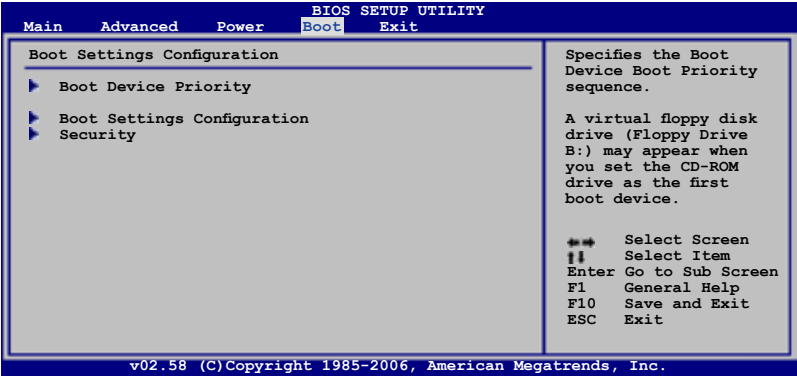 BIOS SETUP UTILITY
Main Advanced Power Boot Exit
Boot Settings Configuration
Boot Device Priority
Boot Settings Configuration
Security
Specifies the Boot
Device Boot Priority
sequence.
A virtual floppy disk
drive (Floppy Drive
B:) may appear when
you set the CD-ROM
drive as the first
boot device.
Select Screen
Select Item
Enter Go to Sub Screen
F1 General Help
F10 Save and Exit
ESC Exit
v02.58 (C)Copyright 1985-2006, American Megatrends, Inc.